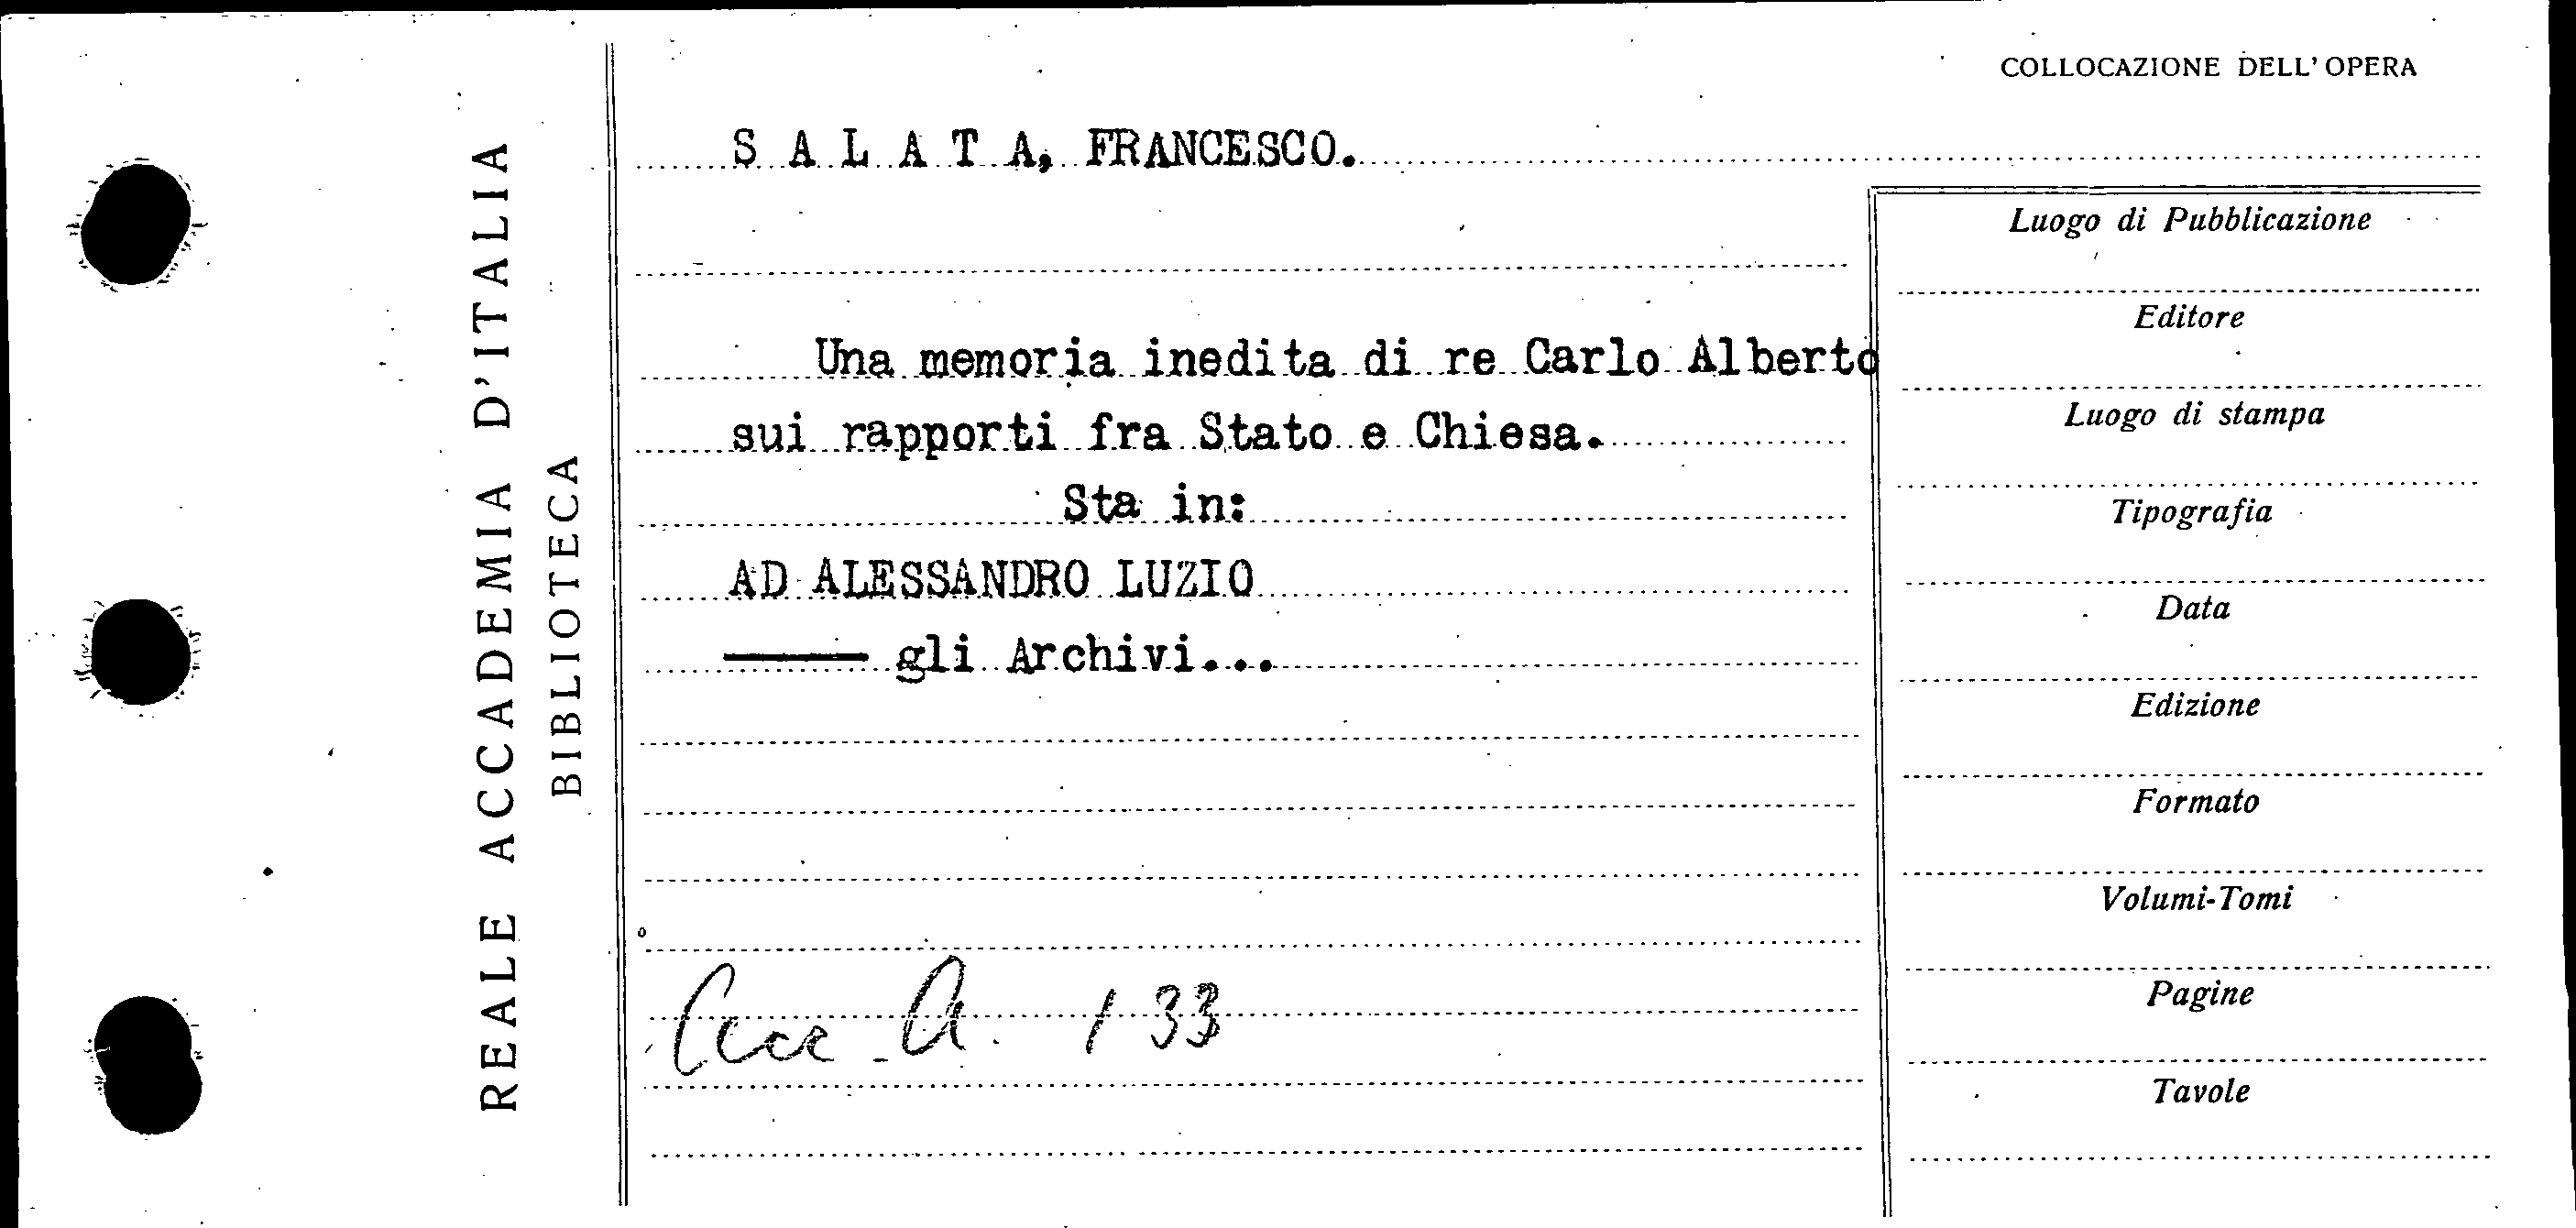 REALE ACCADEMIA D'ITALIA
BIBLIOTECA
COLLOCAZIONE DELL'OPERA
S A L A T A, FRANCESCO.
Una memoria inedita di re Carlo Alberto
sui rapporti fra Stato e Chiesa.
Sta in:
AD ALESSANDRO LUZIO
——— gli Archivi...
A. 133
Luogo di Pubblicazione
Editore
Luogo di stampa
Tipografia
Data
Edizione
Formato
Volumi-Tomi
Pagine
Tavole